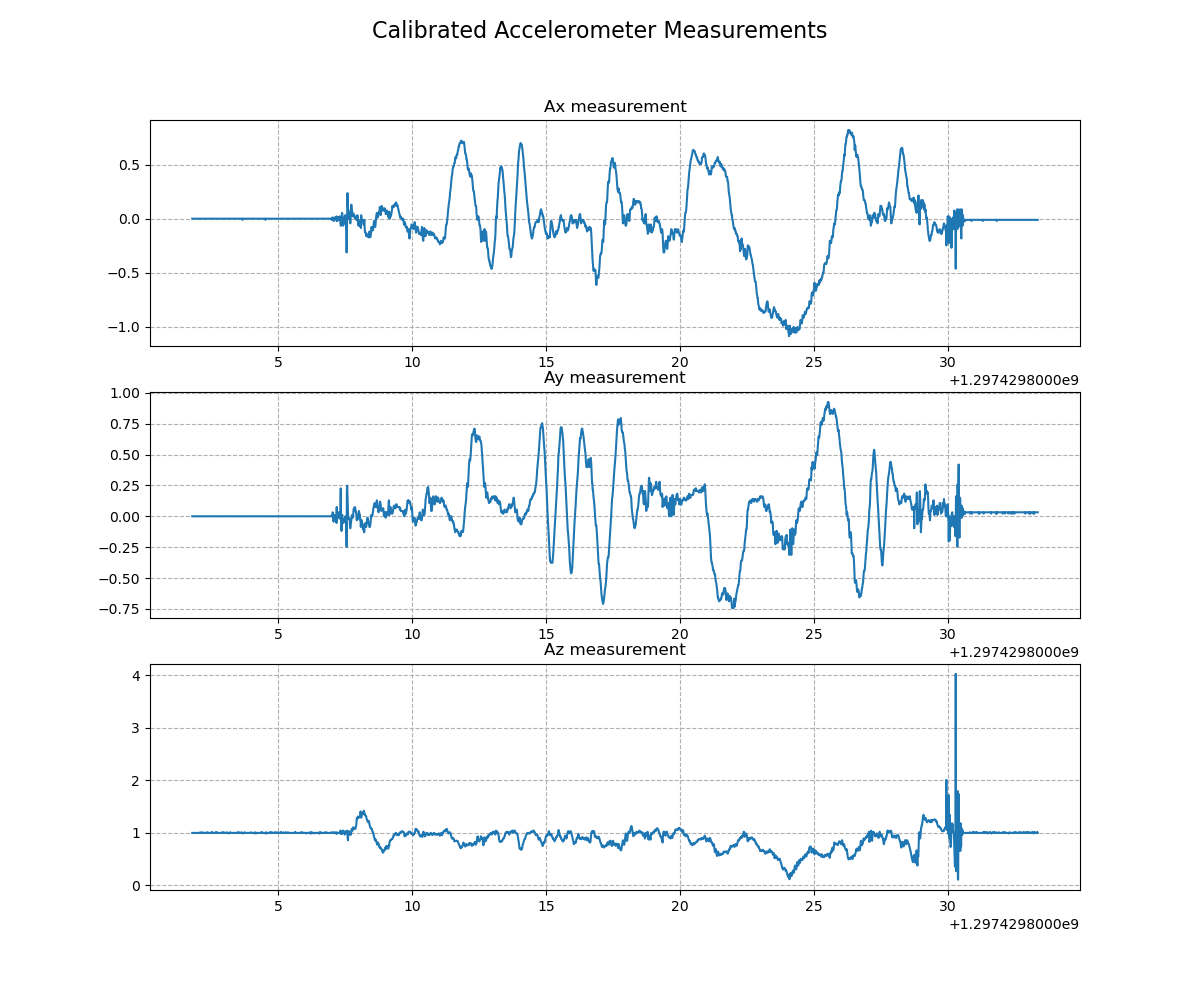 Calibrated Accelerometer Measurements
Ax measurement
0.5
0.0
−0.5
−1.0
5 10 15 20 25 30
+1.2974298000e9
Ay measurement
1.00
0.75
0.50
0.25
0.00
−0.25
−0.50
−0.75
5 10 15 20 25 30
+1.2974298000e9
Az measurement
4
3
2
1
0
5 10 15 20 25 30
+1.2974298000e9